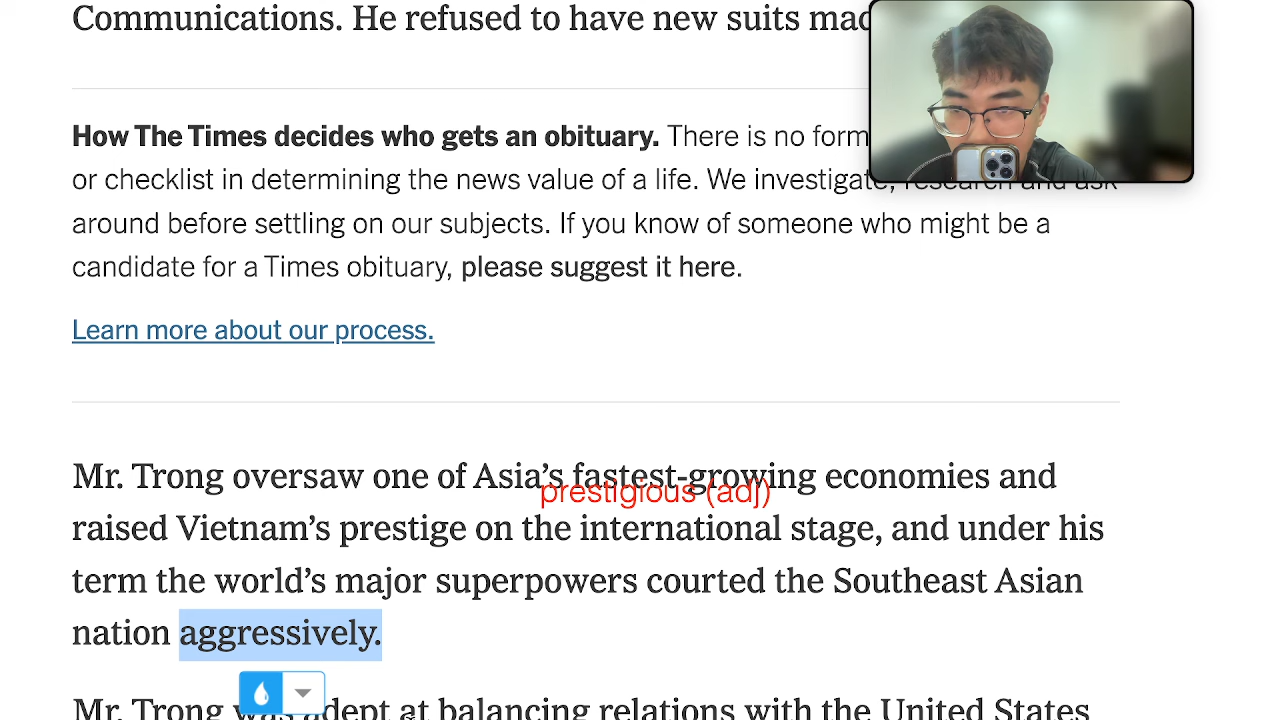 Communications. He refused to have new suits
How The Times decides who gets an obituary. There is no
or checklist in determining the news value of a life. We investigate, research and ask
around before settling on our subjects. If you know of someone who might be a
candidate for a Times obituary, please suggest it here.
Learn more about our process.
Mr. Trong oversaw one of Asia’s fastest-growing economies and
prestigious (adj)
raised Vietnam’s prestige on the international stage, and under his
term the world’s major superpowers courted the Southeast Asian
nation aggressively.
Mr. Trong was adept at balancing relations with the United States